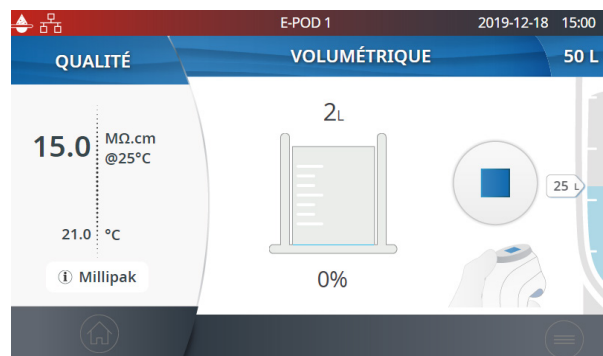 E-POD 1
2019-12-18 15:00
QUALITÉ
VOLUMÉTRIQUE
50 L
15.0 MΩ.cm
@25°C
21.0 °C
Millipak
2L
0%
25 L